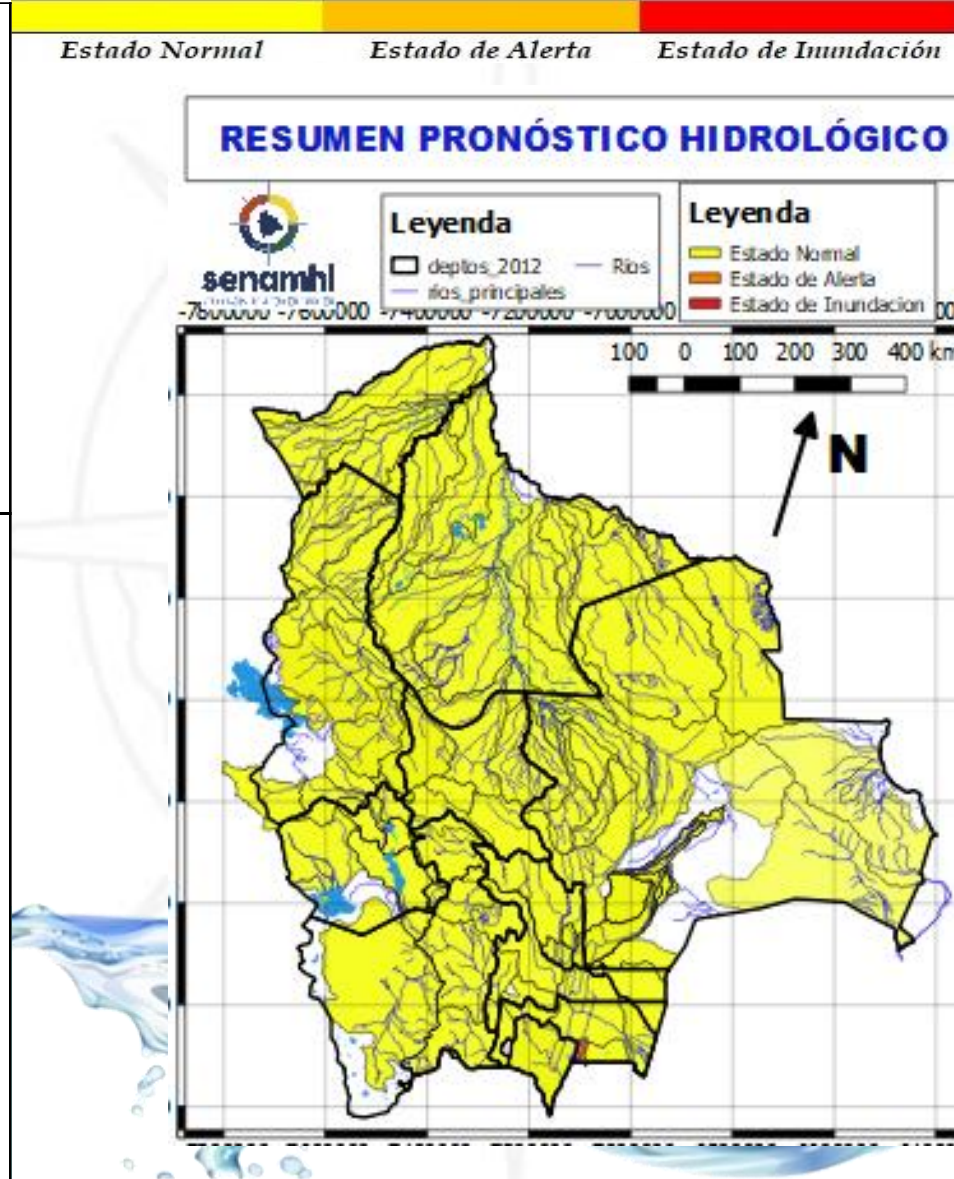 Estado Normal Estado de Alerta Estado de Inundación
RESUMEN PRONÓSTICO HIDROLÓGICO
senamhi
Leyenda
deptos_2012 Rios
rios_principales
Leyenda
Estado Normal
Estado de Alerta
Estado de Inundacion
-7800000 -7600000 -7400000 -7200000 -7000000
100 0 100 200 300 400 km
N